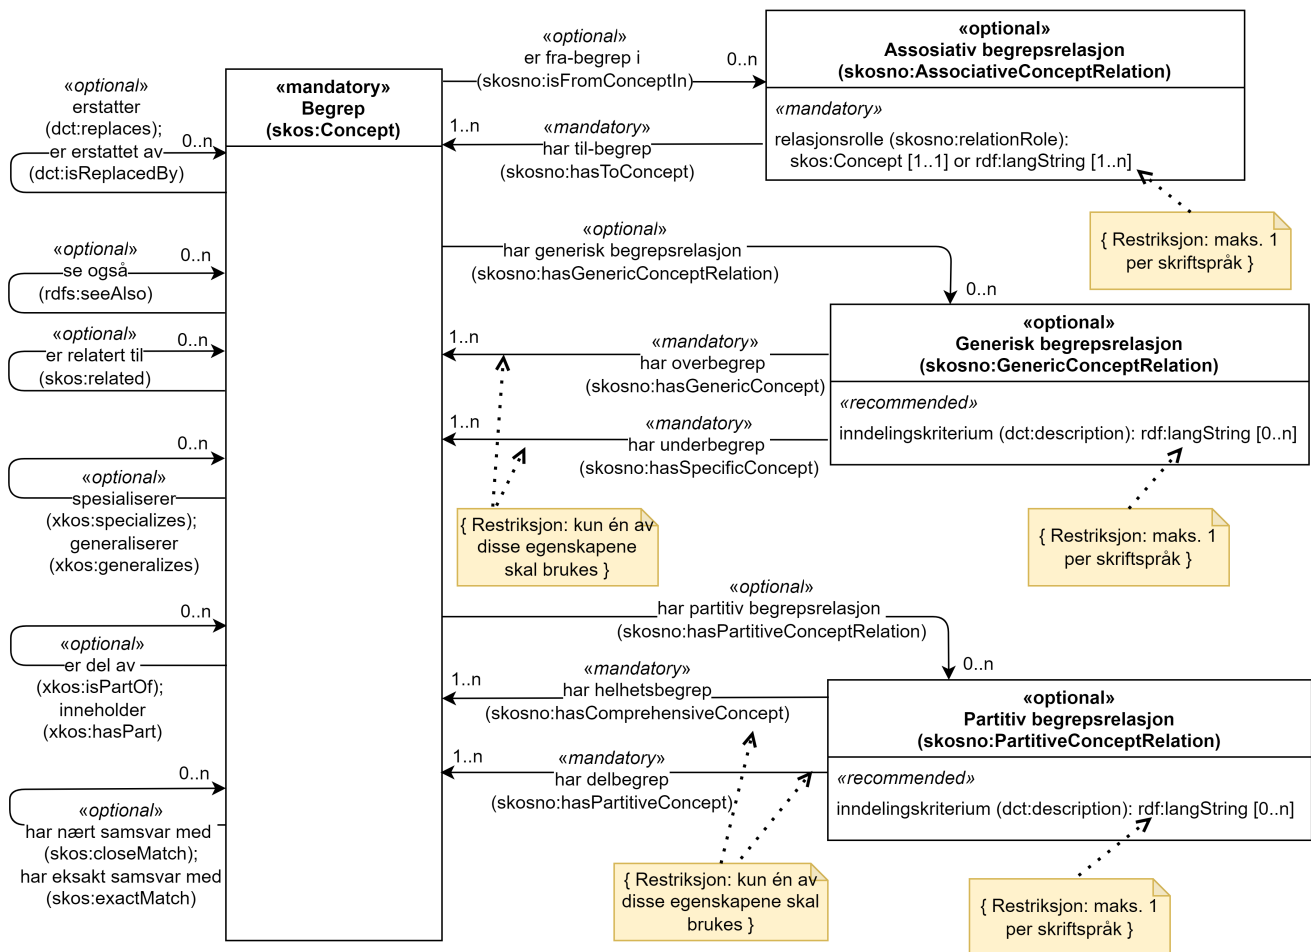 «optional»
erstatter
(dct:replaces);
er erstattet av
(dct:isReplacedBy)
0..n
«optional»
se også
(rdfs:seeAlso)
0..n
«optional»
er relatert til
(skos:related)
0..n
0..n
«optional»
spesialiserer
(xkos:specializes);
generaliserer
(xkos:generalizes)
0..n
«optional»
er del av
(xkos:isPartOf);
inneholder
(xkos:hasPart)
0..n
«optional»
har nært samsvar med
(skos:closeMatch);
har eksakt samsvar med
(skos:exactMatch)
«mandatory»
Begrep
(skos:Concept)
«optional»
er fra-begrep i
(skosno:isFromConceptIn)
0..n
1..n
«mandatory»
har til-begrep
(skosno:hasToConcept)
«optional»
Assosiativ begrepsrelasjon
(skosno:AssociativeConceptRelation)
«mandatory»
relasjonsrolle (skosno:relationRole):
skos:Concept [1..1] or rdf:langString [1..n]
{ Restriksjon: maks. 1
per skriftspråk }
«optional»
har generisk begrepsrelasjon
(skosno:hasGenericConceptRelation)
0..n
1..n
«mandatory»
har overbegrep
(skosno:hasGenericConcept)
1..n
«mandatory»
har underbegrep
(skosno:hasSpecificConcept)
«optional»
Generisk begrepsrelasjon
(skosno:GenericConceptRelation)
«recommended»
inndelingskriterium (dct:description): rdf:langString [0..n]
{ Restriksjon: kun én av
disse egenskapene
skal brukes }
{ Restriksjon: maks. 1
per skriftspråk }
«optional»
har partitiv begrepsrelasjon
(skosno:hasPartitiveConceptRelation)
0..n
1..n
«mandatory»
har helhetsbegrep
(skosno:hasComprehensiveConcept)
1..n
«mandatory»
har delbegrep
(skosno:hasPartitiveConcept)
«optional»
Partitiv begrepsrelasjon
(skosno:PartitiveConceptRelation)
«recommended»
inndelingskriterium (dct:description): rdf:langString [0..n]
{ Restriksjon: kun én av
disse egenskapene skal
brukes }
{ Restriksjon: maks. 1
per skriftspråk }